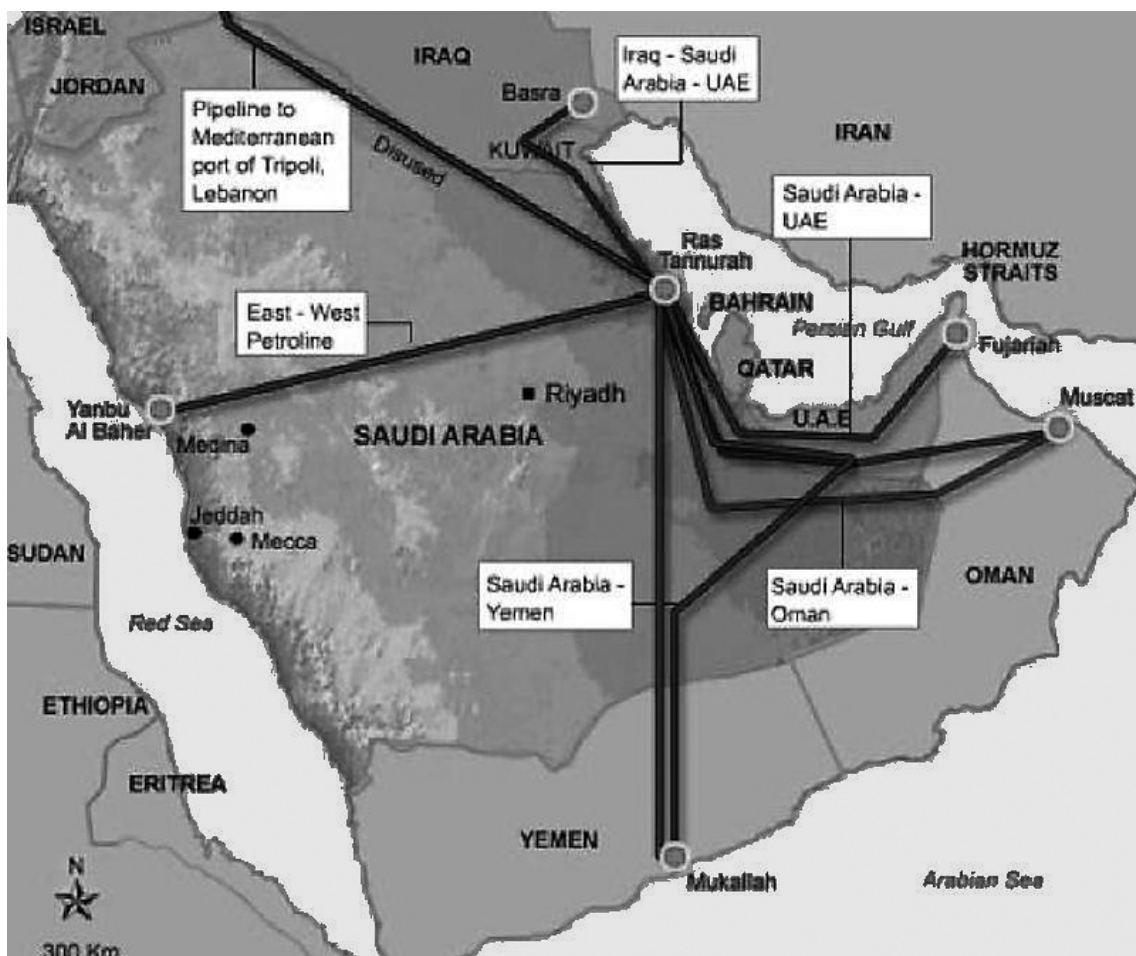 ISRAEL
IRAQ
Iraq - Saudi
Arabia - UAE
JORDAN
Basra
Pipeline to
Mediterranean
port of Tripoli,
Lebanon
Disused
KUWAIT
IRAN
Saudi Arabia -
UAE
Ras
Tannurah
HORMUZ
STRAITS
East - West
Petroline
BAHRAIN
Persian Gulf
Fujariah
QATAR
Riyadh
Muscat
Yanbu
Al Baher
U.A.E
Medina
SAUDI ARABIA
Jeddah
Mecca
SUDAN
Saudi Arabia -
Yemen
Saudi Arabia -
Oman
OMAN
Red Sea
ETHIOPIA
ERITREA
YEMEN
N
Mukallah
Arabian Sea
300 Km